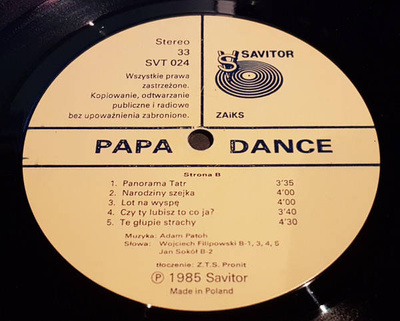 Stereo
33
SVT 024
SAVITOR
Wszystkie prawa
zastrzeżone.
Kopiowanie, odtwarzanie
publiczne i radiowe
bez upoważnienia zabronione.
ZAiKS
PAPA DANCE
Strona B
1. Panorama Tatr 3'35
2. Narodziny szejka 4'00
3. Lot na wyspę 4'00
4. Czy ty lubisz to co ja? 3'40
5. Te głupie strachy 4'30
Muzyka: Adam Patoh
Słowa: Wojciech Filipowski B-1, 3, 4, 5
Jan Sokół B-2
tłoczenie: Z.T.S. Pronit
Ⓟ 1985 Savitor
Made in Poland